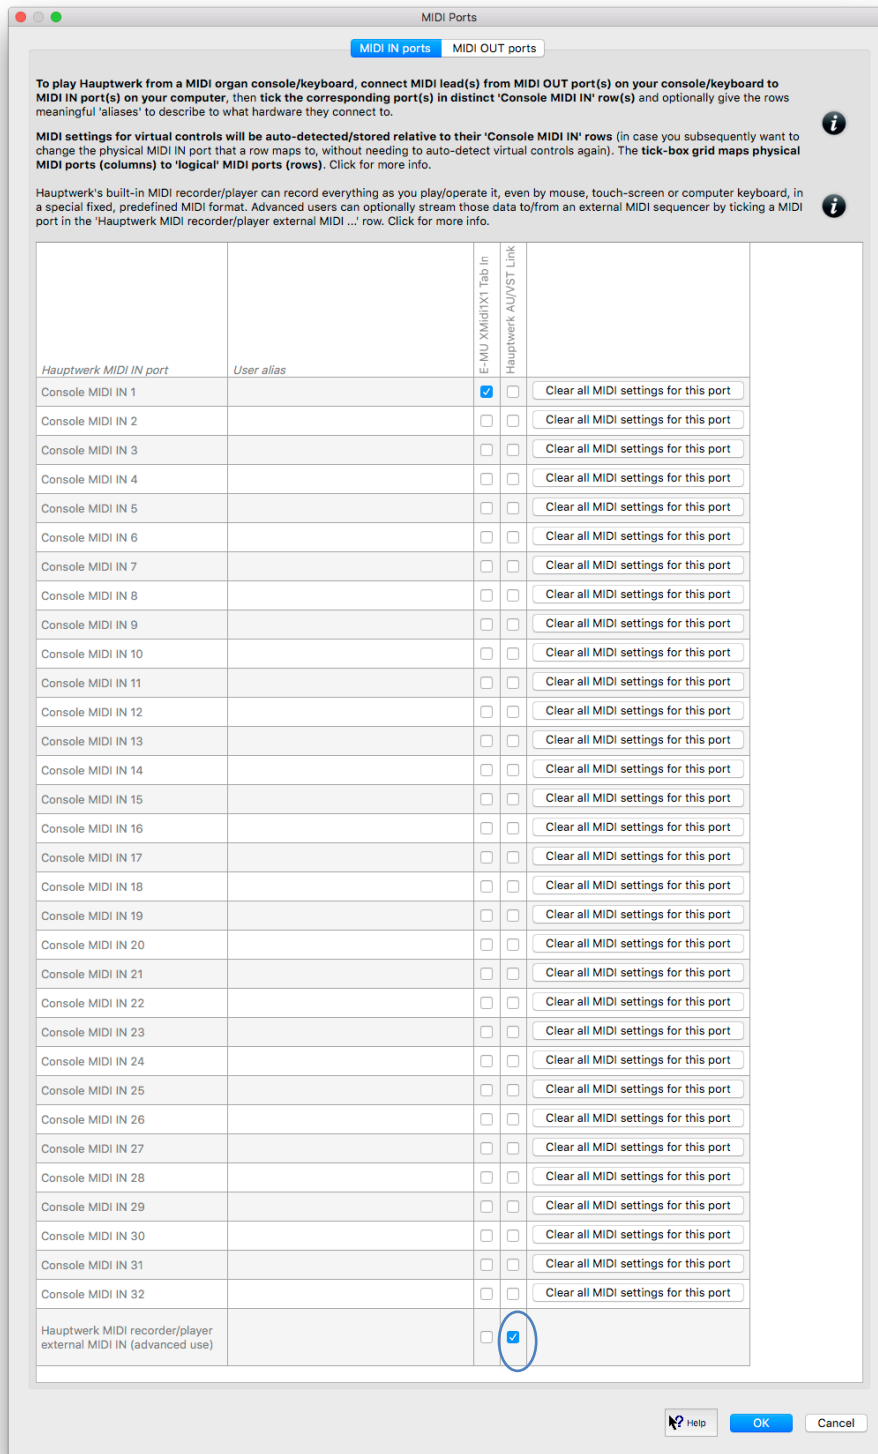 MIDI Ports
MIDI IN ports MIDI OUT ports
To play Hauptwerk from a MIDI organ console/keyboard, connect MIDI lead(s) from MIDI OUT port(s) on your console/keyboard to
MIDI IN port(s) on your computer, then tick the corresponding port(s) in distinct 'Console MIDI IN' row(s) and optionally give the rows
meaningful 'aliases' to describe to what hardware they connect to.
MIDI settings for virtual controls will be auto-detected/stored relative to their 'Console MIDI IN' rows (in case you subsequently want to
change the physical MIDI IN port that a row maps to, without needing to auto-detect virtual controls again). The tick-box grid maps physical
MIDI ports (columns) to 'logical' MIDI ports (rows). Click for more info.
Hauptwerk's built-in MIDI recorder/player can record everything as you play/operate it, even by mouse, touch-screen or computer keyboard, in
a special fixed, predefined MIDI format. Advanced users can optionally stream those data to/from an external MIDI sequencer by ticking a MIDI
port in the 'Hauptwerk MIDI recorder/player external MIDI ...' row. Click for more info.
Hauptwerk MIDI IN port User alias E-MU XMidi1X1 Tab In Hauptwerk AU/VST Link
Console MIDI IN 1 Clear all MIDI settings for this port
Console MIDI IN 2 Clear all MIDI settings for this port
Console MIDI IN 3 Clear all MIDI settings for this port
Console MIDI IN 4 Clear all MIDI settings for this port
Console MIDI IN 5 Clear all MIDI settings for this port
Console MIDI IN 6 Clear all MIDI settings for this port
Console MIDI IN 7 Clear all MIDI settings for this port
Console MIDI IN 8 Clear all MIDI settings for this port
Console MIDI IN 9 Clear all MIDI settings for this port
Console MIDI IN 10 Clear all MIDI settings for this port
Console MIDI IN 11 Clear all MIDI settings for this port
Console MIDI IN 12 Clear all MIDI settings for this port
Console MIDI IN 13 Clear all MIDI settings for this port
Console MIDI IN 14 Clear all MIDI settings for this port
Console MIDI IN 15 Clear all MIDI settings for this port
Console MIDI IN 16 Clear all MIDI settings for this port
Console MIDI IN 17 Clear all MIDI settings for this port
Console MIDI IN 18 Clear all MIDI settings for this port
Console MIDI IN 19 Clear all MIDI settings for this port
Console MIDI IN 20 Clear all MIDI settings for this port
Console MIDI IN 21 Clear all MIDI settings for this port
Console MIDI IN 22 Clear all MIDI settings for this port
Console MIDI IN 23 Clear all MIDI settings for this port
Console MIDI IN 24 Clear all MIDI settings for this port
Console MIDI IN 25 Clear all MIDI settings for this port
Console MIDI IN 26 Clear all MIDI settings for this port
Console MIDI IN 27 Clear all MIDI settings for this port
Console MIDI IN 28 Clear all MIDI settings for this port
Console MIDI IN 29 Clear all MIDI settings for this port
Console MIDI IN 30 Clear all MIDI settings for this port
Console MIDI IN 31 Clear all MIDI settings for this port
Console MIDI IN 32 Clear all MIDI settings for this port
Hauptwerk MIDI recorder/player
external MIDI IN (advanced use)
Help OK Cancel